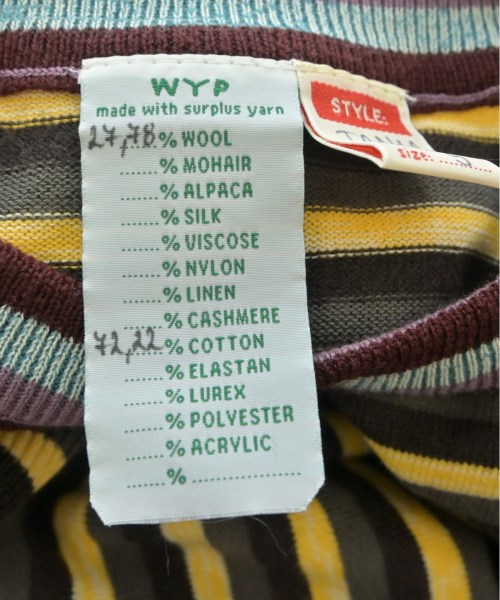 WYP
made with surplus yarn
27,78% WOOL
.......% MOHAIR
.......% ALPACA
.......% SILK
.......% VISCOSE
.......% NYLON
.......% LINEN
.......% CASHMERE
72,22% COTTON
.......% ELASTAN
.......% LUREX
.......% POLYESTER
.......% ACRYLIC
.......% ......................
STYLE:
size: